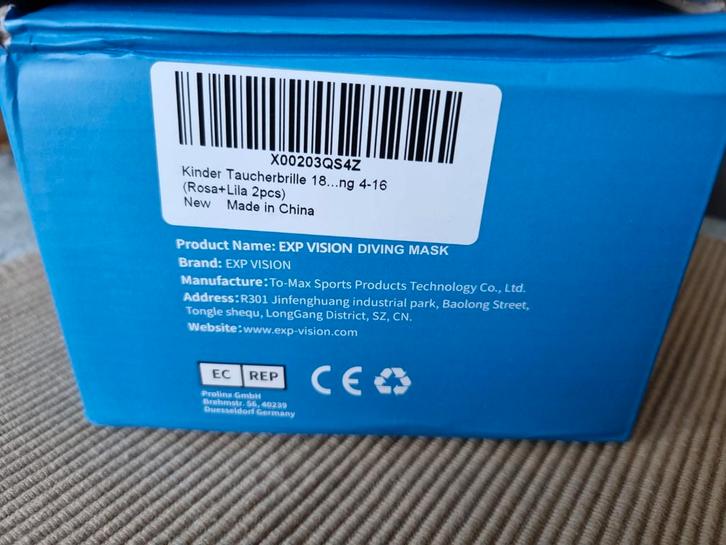 X00203QS4Z
Kinder Taucherbrille 18...ng 4-16
(Rosa+Lila 2pcs)
New Made in China
Product Name: EXP VISION DIVING MASK
Brand: EXP VISION
Manufacture:To-Max Sports Products Technology Co., Ltd.
Address:R301 Jinfenghuang industrial park, Baolong Street,
Tongle shequ, LongGang District, SZ, CN.
Website:www.exp-vision.com
EC REP CE
Prolinx GmbH
Brehmstr. 56, 40239
Duesseldorf Germany